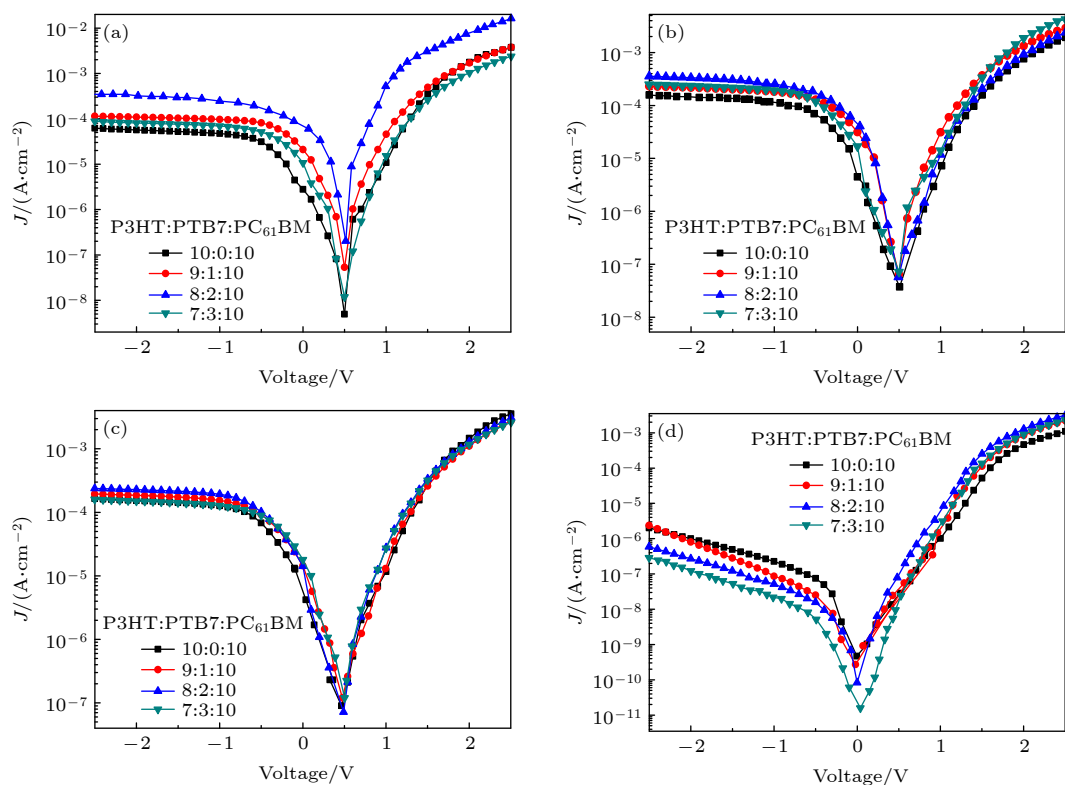 (a)
10⁻²
10⁻³
10⁻⁴
10⁻⁵
10⁻⁶
10⁻⁷
10⁻⁸
J/(A·cm⁻²)
P3HT:PTB7:PC₆₁BM
10:0:10
9:1:10
8:2:10
7:3:10
−2 −1 0 1 2
Voltage/V
(b)
10⁻³
10⁻⁴
10⁻⁵
10⁻⁶
10⁻⁷
10⁻⁸
J/(A·cm⁻²)
P3HT:PTB7:PC₆₁BM
10:0:10
9:1:10
8:2:10
7:3:10
−2 −1 0 1 2
Voltage/V
(c)
10⁻³
10⁻⁴
10⁻⁵
10⁻⁶
10⁻⁷
J/(A·cm⁻²)
P3HT:PTB7:PC₆₁BM
10:0:10
9:1:10
8:2:10
7:3:10
−2 −1 0 1 2
Voltage/V
(d)
10⁻³
10⁻⁴
10⁻⁵
10⁻⁶
10⁻⁷
10⁻⁸
10⁻⁹
10⁻¹⁰
10⁻¹¹
J/(A·cm⁻²)
P3HT:PTB7:PC₆₁BM
10:0:10
9:1:10
8:2:10
7:3:10
−2 −1 0 1 2
Voltage/V